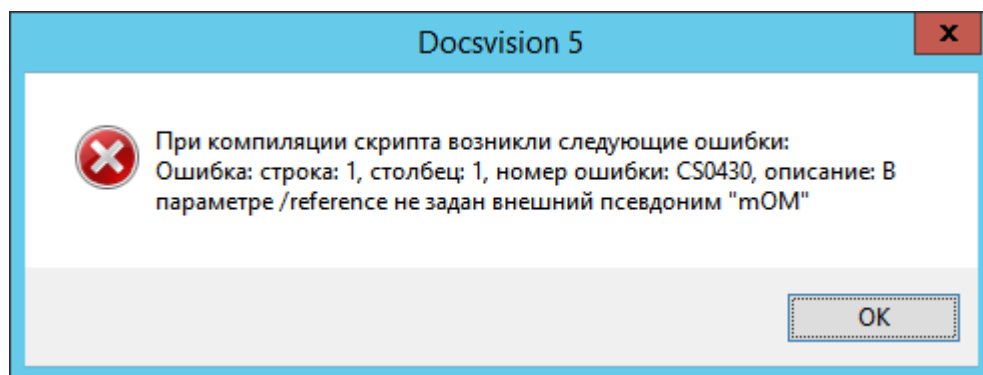 Docsvision 5
x
При компиляции скрипта возникли следующие ошибки:
Ошибка: строка: 1, столбец: 1, номер ошибки: CS0430, описание: В
параметре /reference не задан внешний псевдоним "mOM"
OK